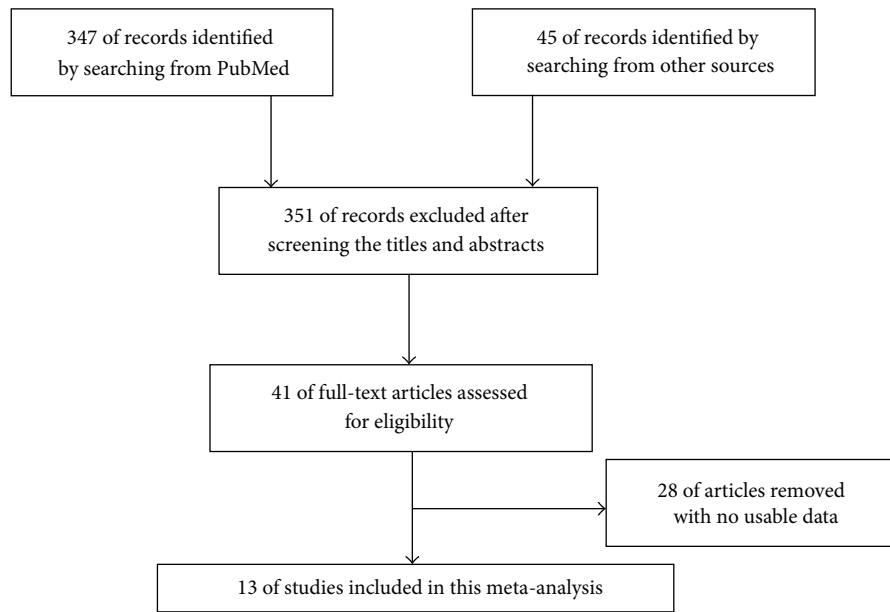 347 of records identified
by searching from PubMed
45 of records identified by
searching from other sources
351 of records excluded after
screening the titles and abstracts
41 of full-text articles assessed
for eligibility
28 of articles removed
with no usable data
13 of studies included in this meta-analysis